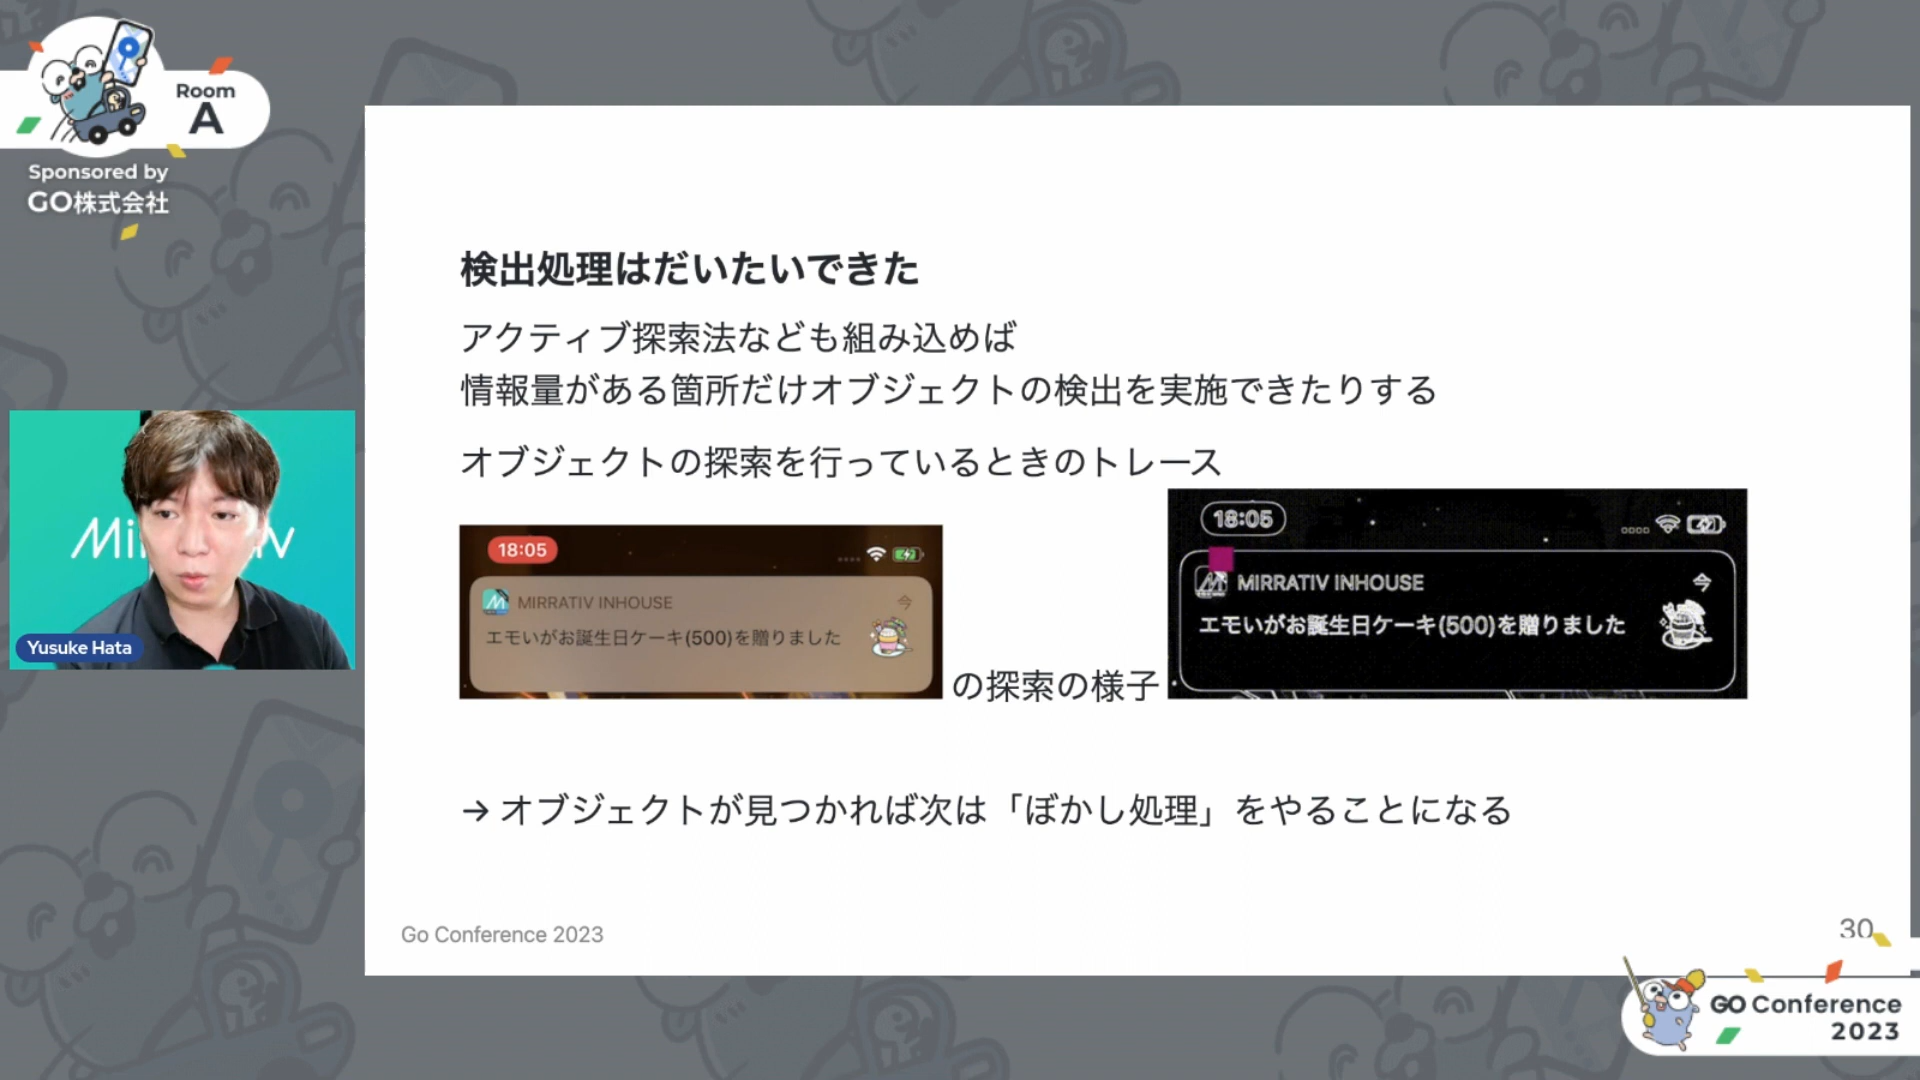 Room
A
Sponsored by
GO株式会社
検出処理はだいたいできた
アクティブ探索法なども組み込めば
情報量がある箇所だけオブジェクトの検出を実施できたりする
オブジェクトの探索を行っているときのトレース
18:05
MIRRATIV INHOUSE
今
エモいがお誕生日ケーキ(500)を贈りました
の探索の様子
18:05
MIRRATIV INHOUSE
今
エモいがお誕生日ケーキ(500)を贈りました
→ オブジェクトが見つかれば次は「ぼかし処理」をやることになる
Go Conference 2023
30
Yusuke Hata
GO Conference
2023